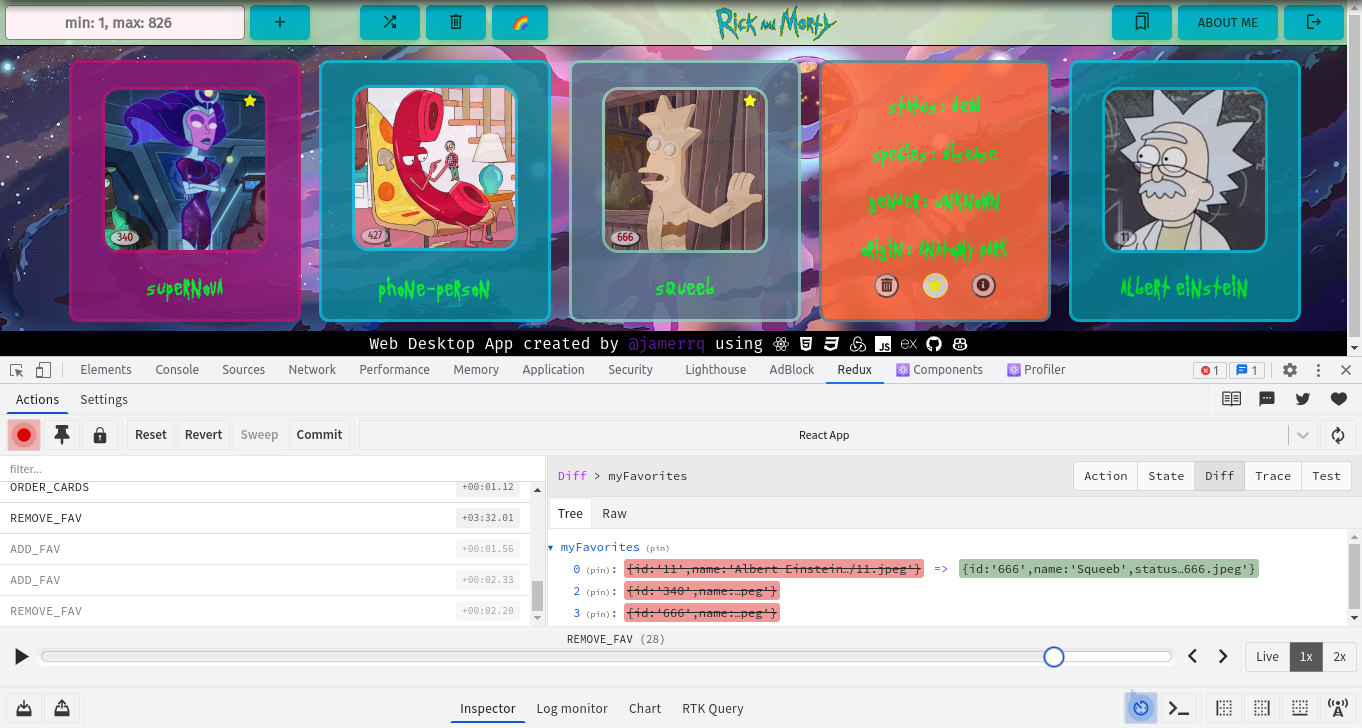 min: 1, max: 826
+
Rick and Morty
ABOUT ME
340
427
666
status: dead
species: disease
gender: unknown
origin: anatomy park
11
supernova
phone-person
squeeb
Albert einstein
Web Desktop App created by @jamerrq using JS ex
Elements Console Sources Network Performance Memory Application Security Lighthouse AdBlock Redux Components Profiler 1 1
Actions Settings
Reset Revert Sweep Commit React App
filter...
Diff > myFavorites Action State Diff Trace Test
ORDER_CARDS +00:01.12
REMOVE_FAV +03:32.01
ADD_FAV +00:01.56
ADD_FAV +00:02.33
REMOVE_FAV +00:02.20
Tree Raw
myFavorites (pin)
0 (pin): {id:'11',name:'Albert Einstein…/11.jpeg'} => {id:'666',name:'Squeeb',status…666.jpeg'}
2 (pin): {id:'340',name:…peg'}
3 (pin): {id:'666',name:…peg'}
REMOVE_FAV (28)
Live 1x 2x
Inspector Log monitor Chart RTK Query